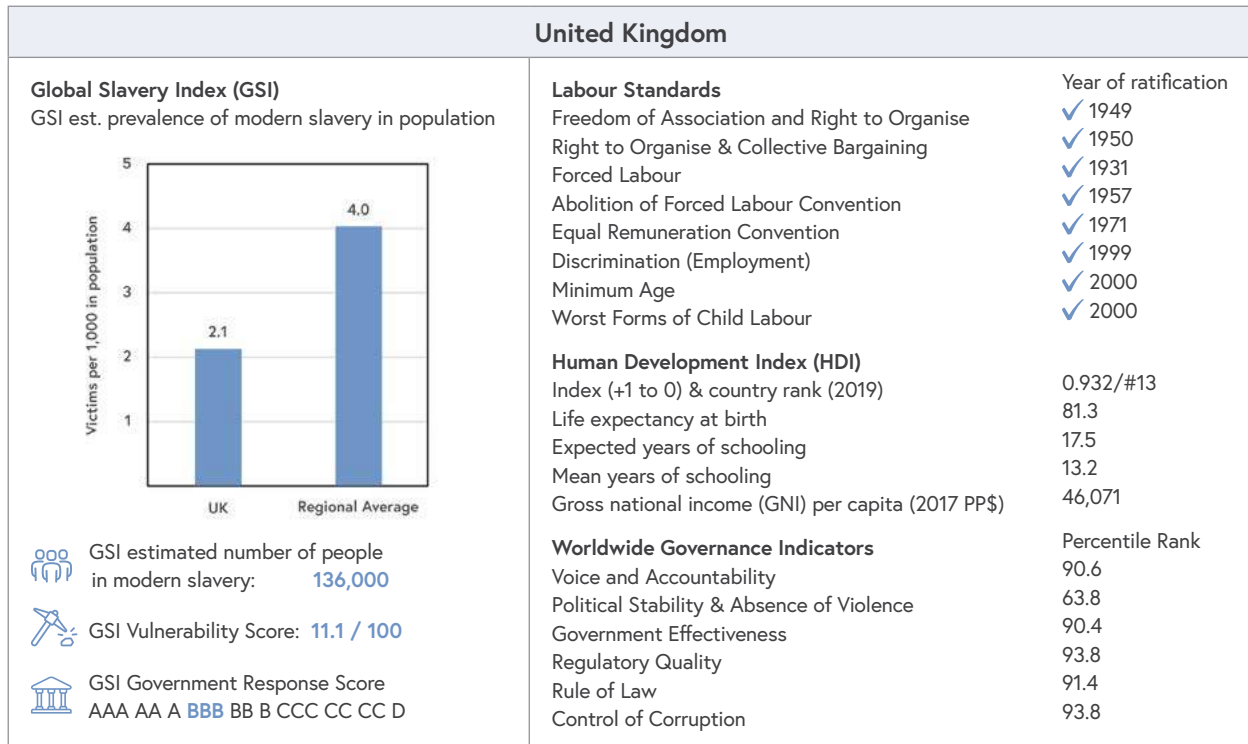 United Kingdom
Global Slavery Index (GSI)
GSI est. prevalence of modern slavery in population
Victims per 1,000 in population
5
4
3
2
1
2.1
4.0
UK
Regional Average
GSI estimated number of people
in modern slavery: 136,000
GSI Vulnerability Score: 11.1 / 100
GSI Government Response Score
AAA AA A BBB BB B CCC CC CC D
Labour Standards Year of ratification
Freedom of Association and Right to Organise ✓ 1949
Right to Organise & Collective Bargaining ✓ 1950
Forced Labour ✓ 1931
Abolition of Forced Labour Convention ✓ 1957
Equal Remuneration Convention ✓ 1971
Discrimination (Employment) ✓ 1999
Minimum Age ✓ 2000
Worst Forms of Child Labour ✓ 2000
Human Development Index (HDI)
Index (+1 to 0) & country rank (2019) 0.932/#13
Life expectancy at birth 81.3
Expected years of schooling 17.5
Mean years of schooling 13.2
Gross national income (GNI) per capita (2017 PP$) 46,071
Worldwide Governance Indicators Percentile Rank
Voice and Accountability 90.6
Political Stability & Absence of Violence 63.8
Government Effectiveness 90.4
Regulatory Quality 93.8
Rule of Law 91.4
Control of Corruption 93.8